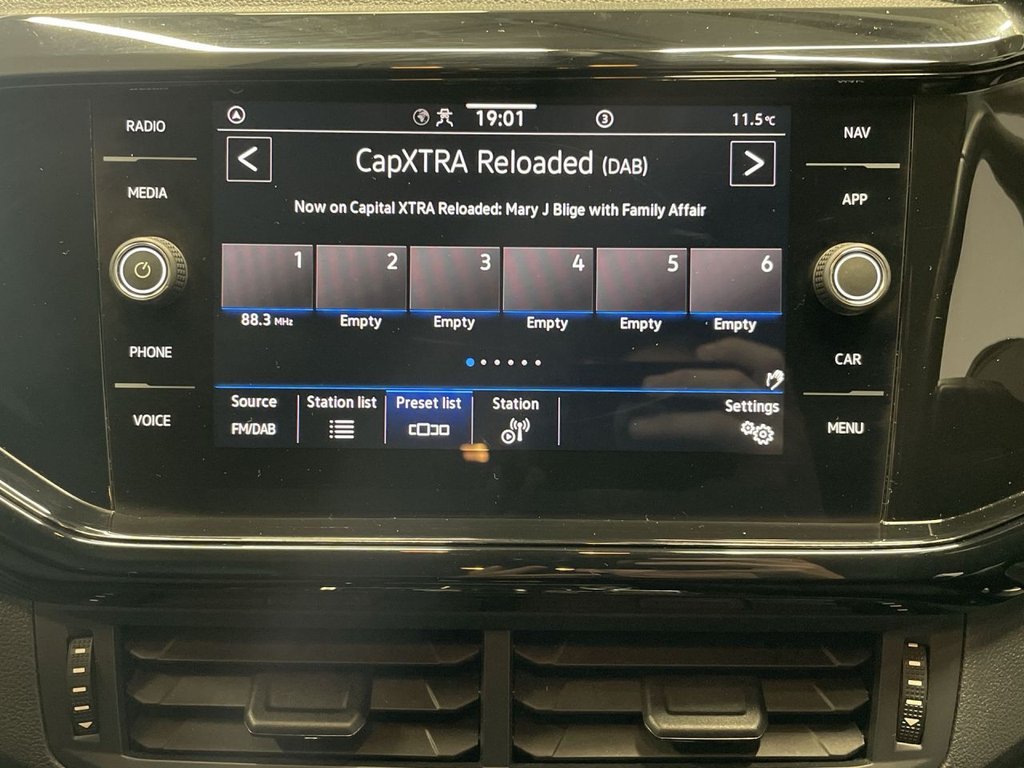 RADIO
MEDIA
PHONE
VOICE
3
19:01
11.5°C
< CapXTRA Reloaded (DAB) >
Now on Capital XTRA Reloaded: Mary J Blige with Family Affair
1 2 3 4 5 6
88.3 MHz Empty Empty Empty Empty Empty
Source Station list Preset list Station Settings
FM/DAB
NAV
APP
CAR
MENU